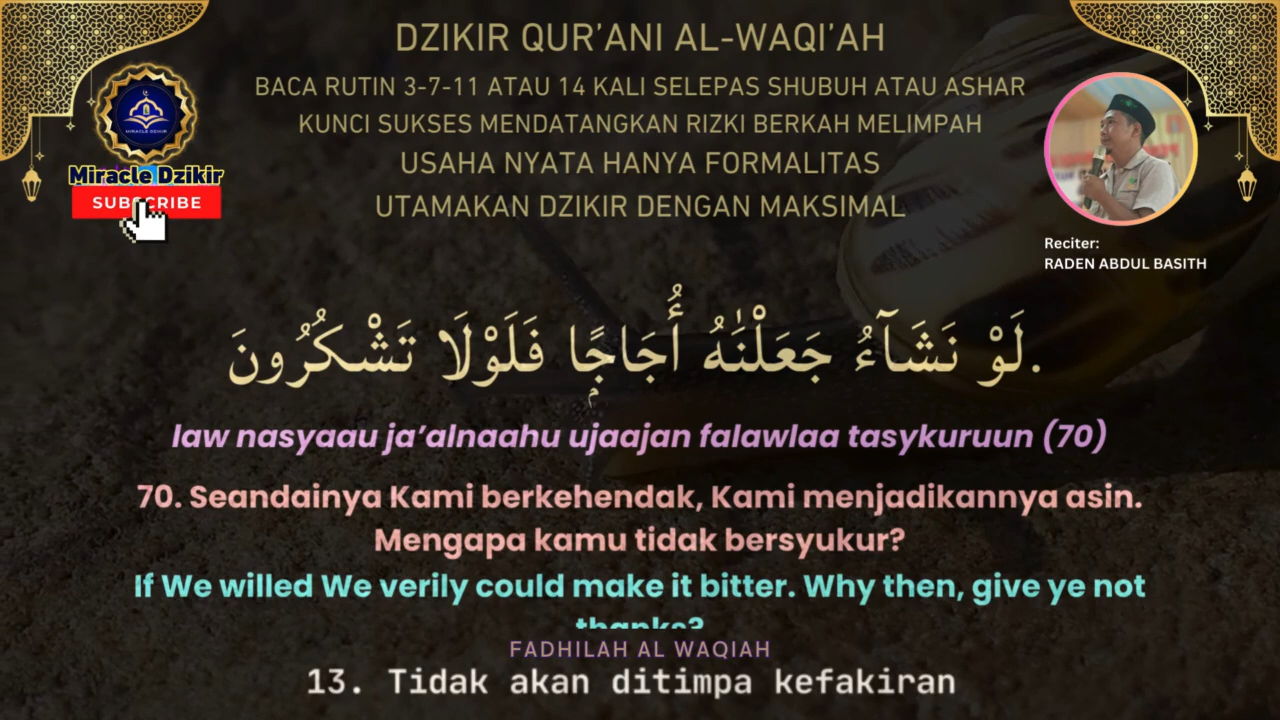 DZIKIR QUR'ANI AL-WAQI'AH
BACA RUTIN 3-7-11 ATAU 14 KALI SELEPAS SHUBUH ATAU ASHAR
KUNCI SUKSES MENDATANGKAN RIZKI BERKAH MELIMPAH
USAHA NYATA HANYA FORMALITAS
UTAMAKAN DZIKIR DENGAN MAKSIMAL
MIRACLE DZIKIR
Miracle Dzikir
SUBSCRIBE
Reciter:
RADEN ABDUL BASITH
لَوْ نَشَآءُ جَعَلْنٰهُ أُجَاجًۭا فَلَوْلَا تَشْكُرُونَ.
law nasyaau ja’alnaahu ujaajan falawlaa tasykuruun (70)
70. Seandainya Kami berkehendak, Kami menjadikannya asin.
Mengapa kamu tidak bersyukur?
If We willed We verily could make it bitter. Why then, give ye not
thanks?
FADHILAH AL WAQIAH
13. Tidak akan ditimpa kefakiran